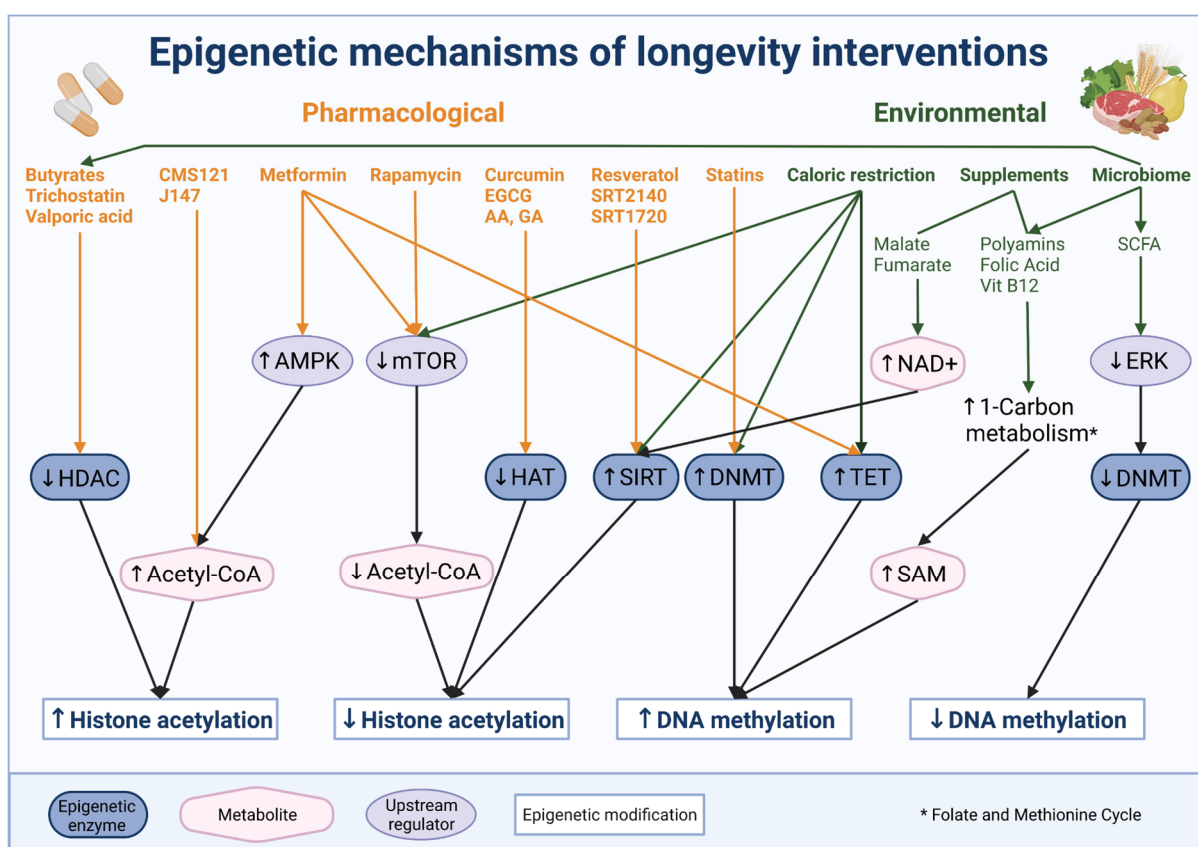 Epigenetic mechanisms of longevity interventions
Pharmacological
Environmental
Butyrates
Trichostatin
Valporic acid
CMS121
J147
Metformin
Rapamycin
Curcumin
EGCG
AA, GA
Resveratol
SRT2140
SRT1720
Statins
Caloric restriction
Supplements
Microbiome
Malate
Fumarate
Polyamins
Folic Acid
Vit B12
SCFA
↑AMPK
↓mTOR
↑NAD+
↓ERK
↑1-Carbon
metabolism*
↓HDAC
↓HAT
↑SIRT
↑DNMT
↑TET
↓DNMT
↑Acetyl-CoA
↓Acetyl-CoA
↑SAM
↑Histone acetylation
↓Histone acetylation
↑DNA methylation
↓DNA methylation
Epigenetic
enzyme
Metabolite
Upstream
regulator
Epigenetic modification
* Folate and Methionine Cycle